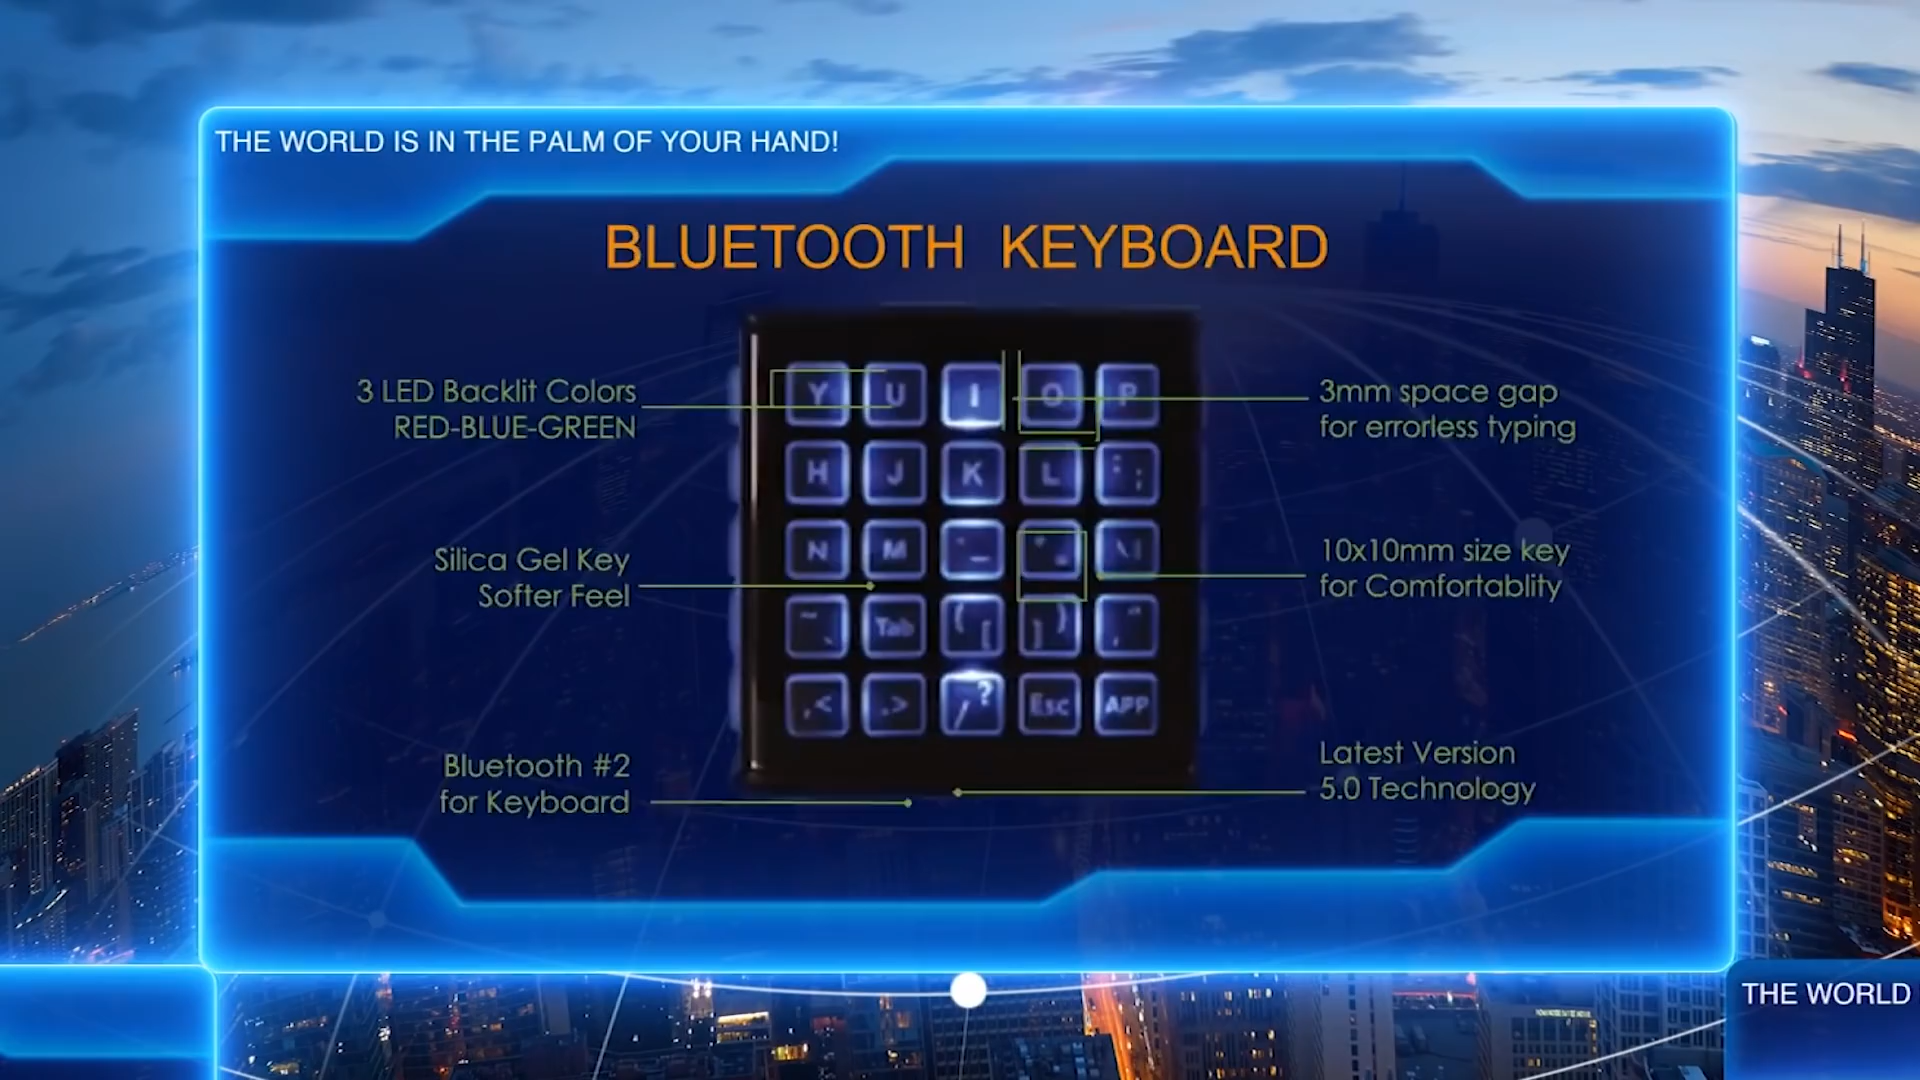 THE WORLD IS IN THE PALM OF YOUR HAND!
BLUETOOTH KEYBOARD
3 LED Backlit Colors
RED-BLUE-GREEN
3mm space gap
for errorless typing
Silica Gel Key
Softer Feel
10x10mm size key
for Comfortablity
Bluetooth #2
for Keyboard
Latest Version
5.0 Technology
Y U I O P
H J K L : ;
N M
Tab
, < . > / ? Esc APP
THE WORLD